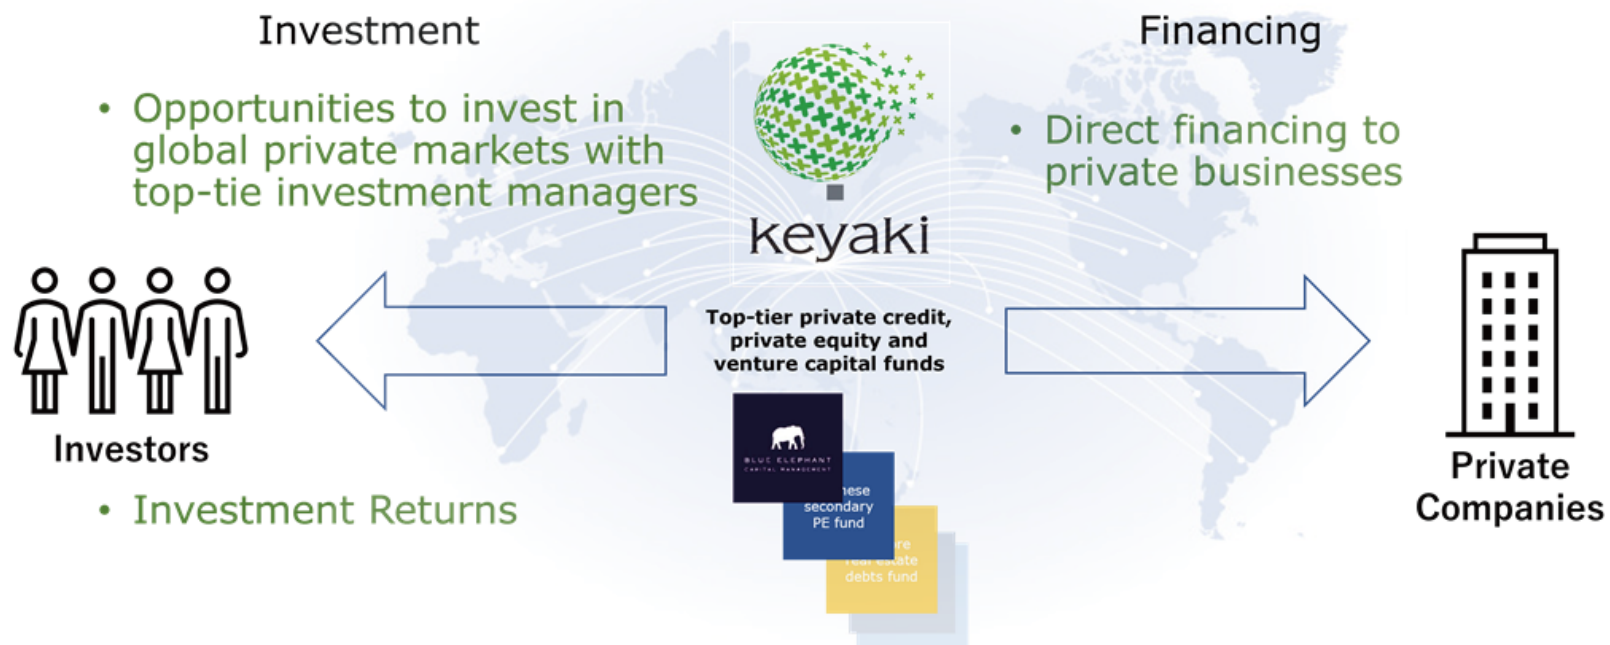 Investment
• Opportunities to invest in
global private markets with
top-tie investment managers
keyaki
Financing
• Direct financing to
private businesses
Top-tier private credit,
private equity and
venture capital funds
Investors
• Investment Returns
BLUE ELEPHANT
CAPITAL MANAGEMENT
secondary
PE fund
real estate
debts fund
Private
Companies